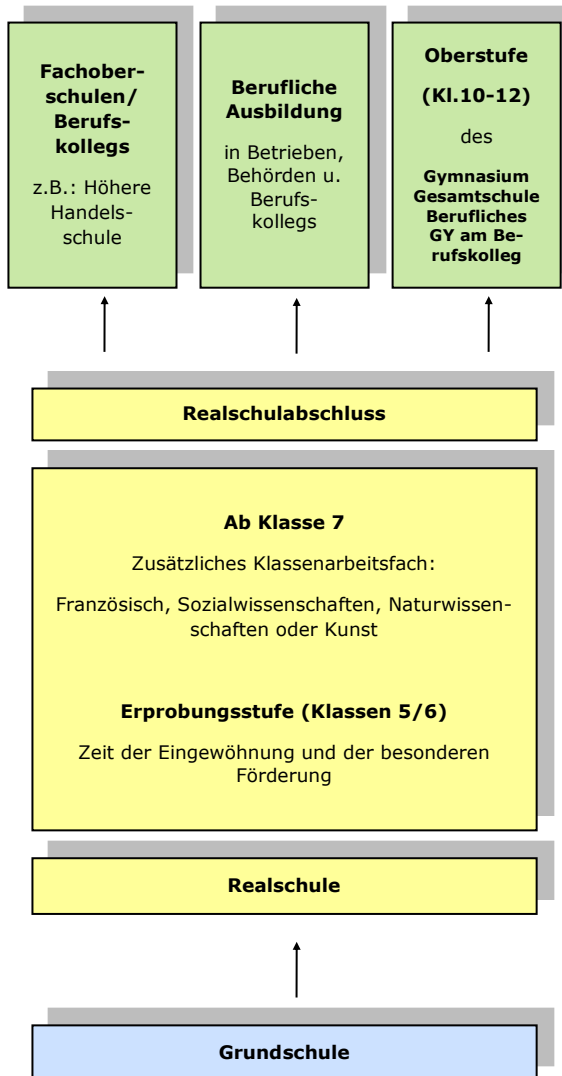 Fachober-
schulen/
Berufs-
kollegs
z.B.: Höhere
Handels-
schule
Berufliche
Ausbildung
in Betrieben,
Behörden u.
Berufs-
kollegs
Oberstufe
(Kl.10-12)
des
Gymnasium
Gesamtschule
Berufliches
GY am Be-
rufskolleg
Realschulabschluss
Ab Klasse 7
Zusätzliches Klassenarbeitsfach:
Französisch, Sozialwissenschaften, Naturwissen-
schaften oder Kunst
Erprobungsstufe (Klassen 5/6)
Zeit der Eingewöhnung und der besonderen
Förderung
Realschule
Grundschule